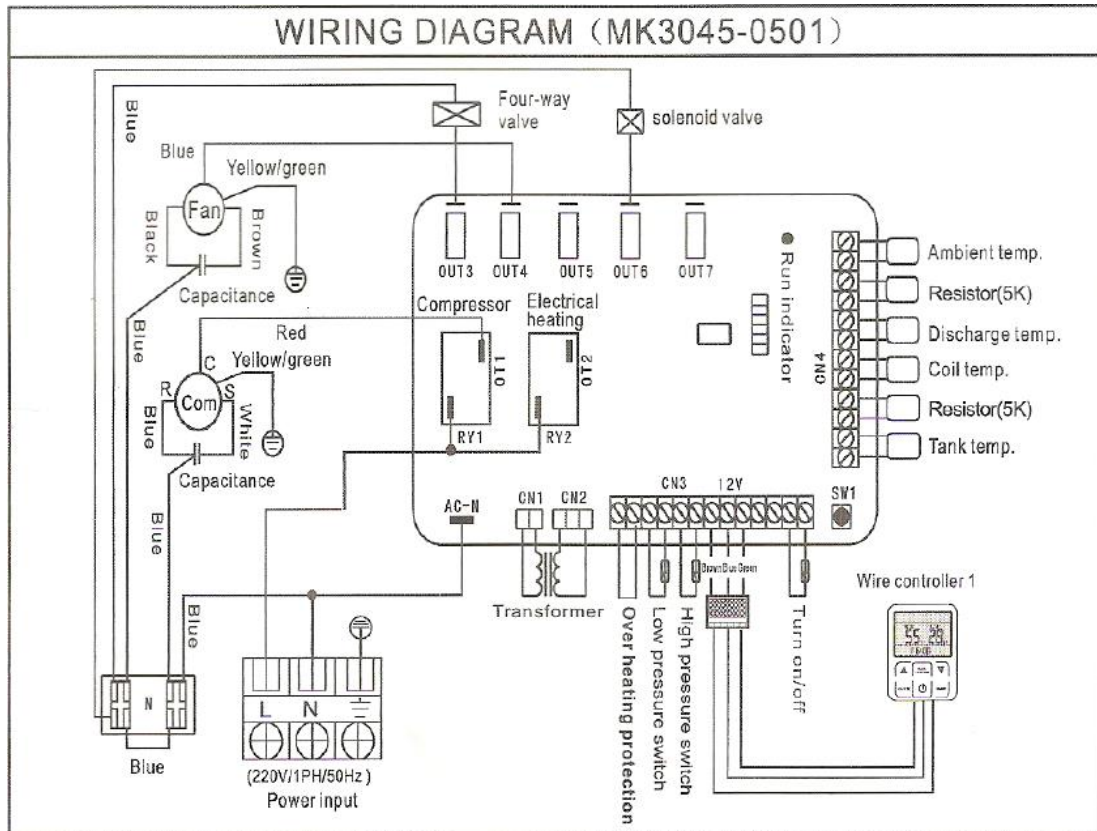 WIRING DIAGRAM (MK3045-0501)
Blue
Four-way
valve
solenoid valve
Blue
Yellow/green
Fan
Black
Brown
Capacitance
OUT3
OUT4
OUT5
OUT6
OUT7
Run indicator
Ambient temp.
Resistor(5K)
Discharge temp.
Coil temp.
Resistor(5K)
Tank temp.
CN4
Compressor
Electrical
heating
OT1
OT2
RY1
RY2
Blue
Red
Yellow/green
C
R
S
Com
Blue
White
Capacitance
Blue
AC-N
CN1
CN2
CN3
12V
SW1
Transformer
Over heating protection
Low pressure switch
High pressure switch
Brown Blue Green
Turn on/off
Wire controller 1
Blue
N
Blue
L
N
(220V/1PH/50Hz)
Power input